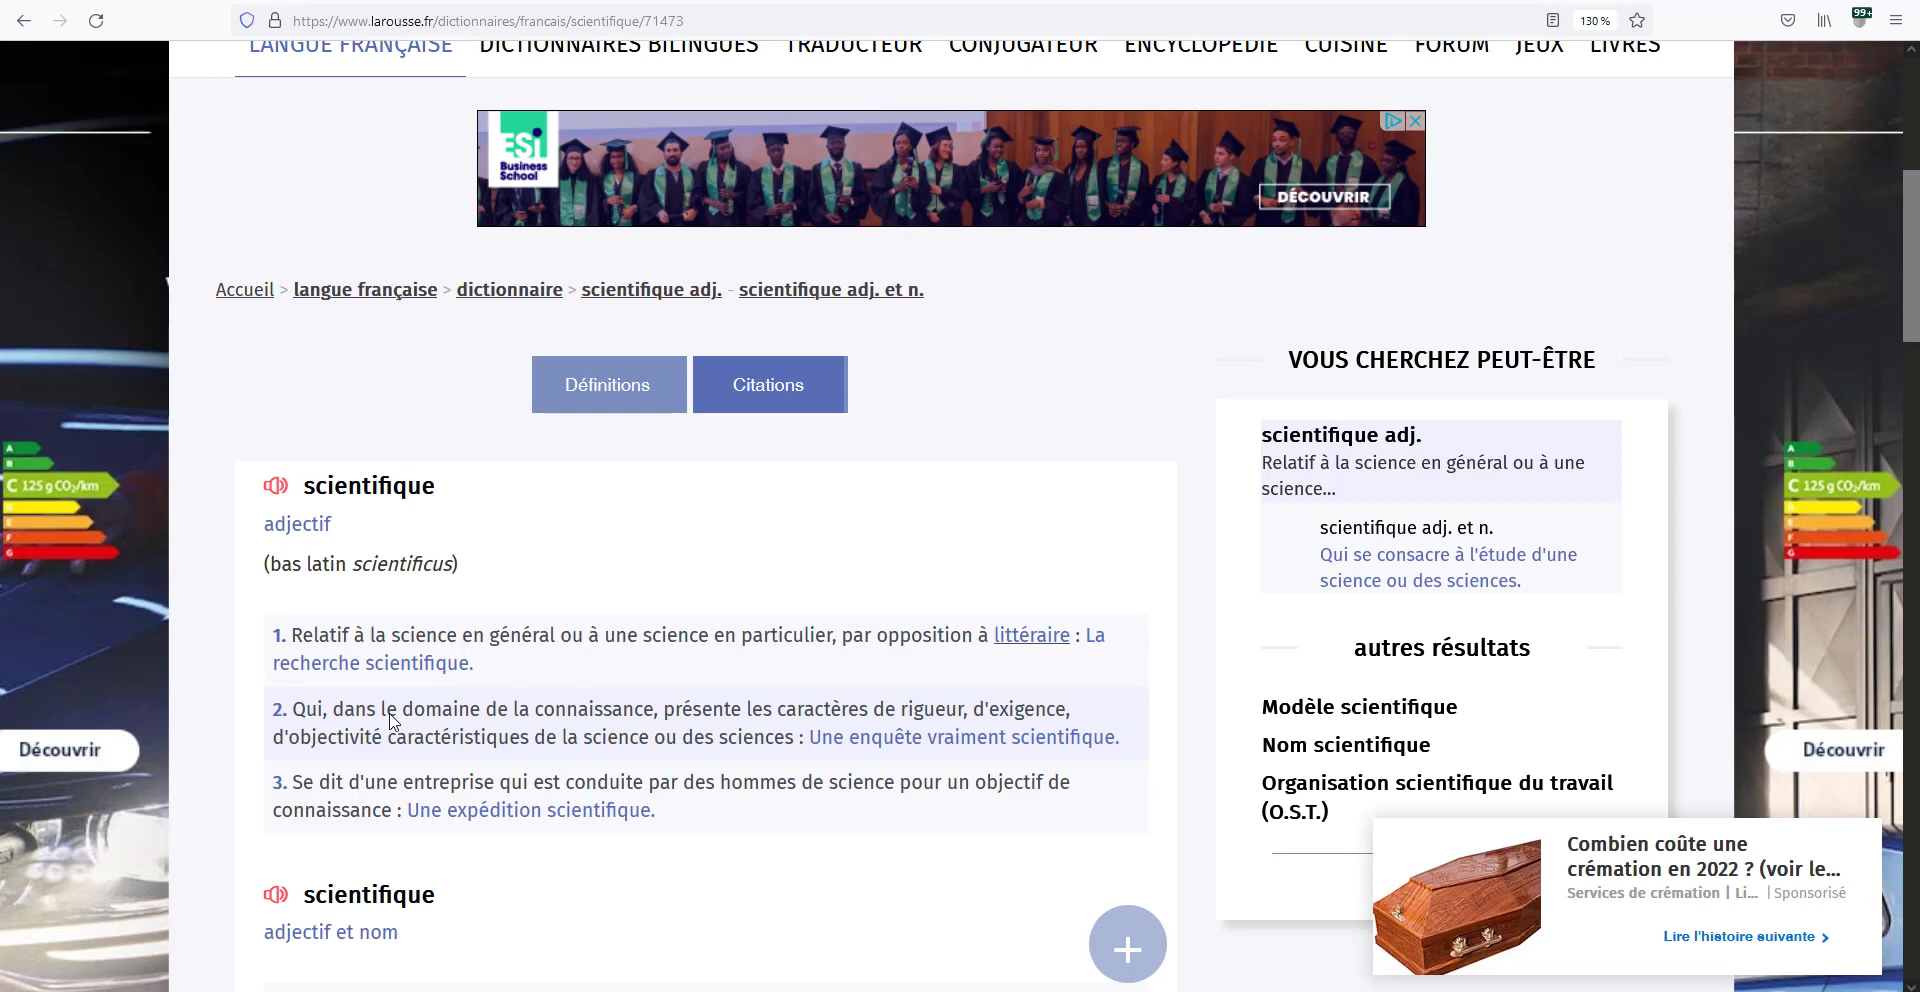 https://www.larousse.fr/dictionnaires/francais/scientifique/71473
130 %
99+
LANGUE FRANÇAISE DICTIONNAIRES BILINGUES TRADUCTEUR CONJUGATEUR ENCYCLOPÉDIE CUISINE FORUM JEUX LIVRES
ESi
Business
School
DÉCOUVRIR
Accueil > langue française > dictionnaire > scientifique adj. - scientifique adj. et n.
Définitions
Citations
scientifique
adjectif
(bas latin scientificus)
1. Relatif à la science en général ou à une science en particulier, par opposition à littéraire : La
recherche scientifique.
2. Qui, dans le domaine de la connaissance, présente les caractères de rigueur, d'exigence,
d'objectivité caractéristiques de la science ou des sciences : Une enquête vraiment scientifique.
3. Se dit d'une entreprise qui est conduite par des hommes de science pour un objectif de
connaissance : Une expédition scientifique.
scientifique
adjectif et nom
+
VOUS CHERCHEZ PEUT-ÊTRE
scientifique adj.
Relatif à la science en général ou à une
science...
scientifique adj. et n.
Qui se consacre à l'étude d'une
science ou des sciences.
autres résultats
Modèle scientifique
Nom scientifique
Organisation scientifique du travail
(O.S.T.)
Combien coûte une
crémation en 2022 ? (voir le...
Services de crémation | Li... | Sponsorisé
Lire l'histoire suivante >
A
B
C 125 g CO₂/km
D
E
F
G
Découvrir
A
B
C 125 g CO₂/km
D
E
F
G
Découvrir